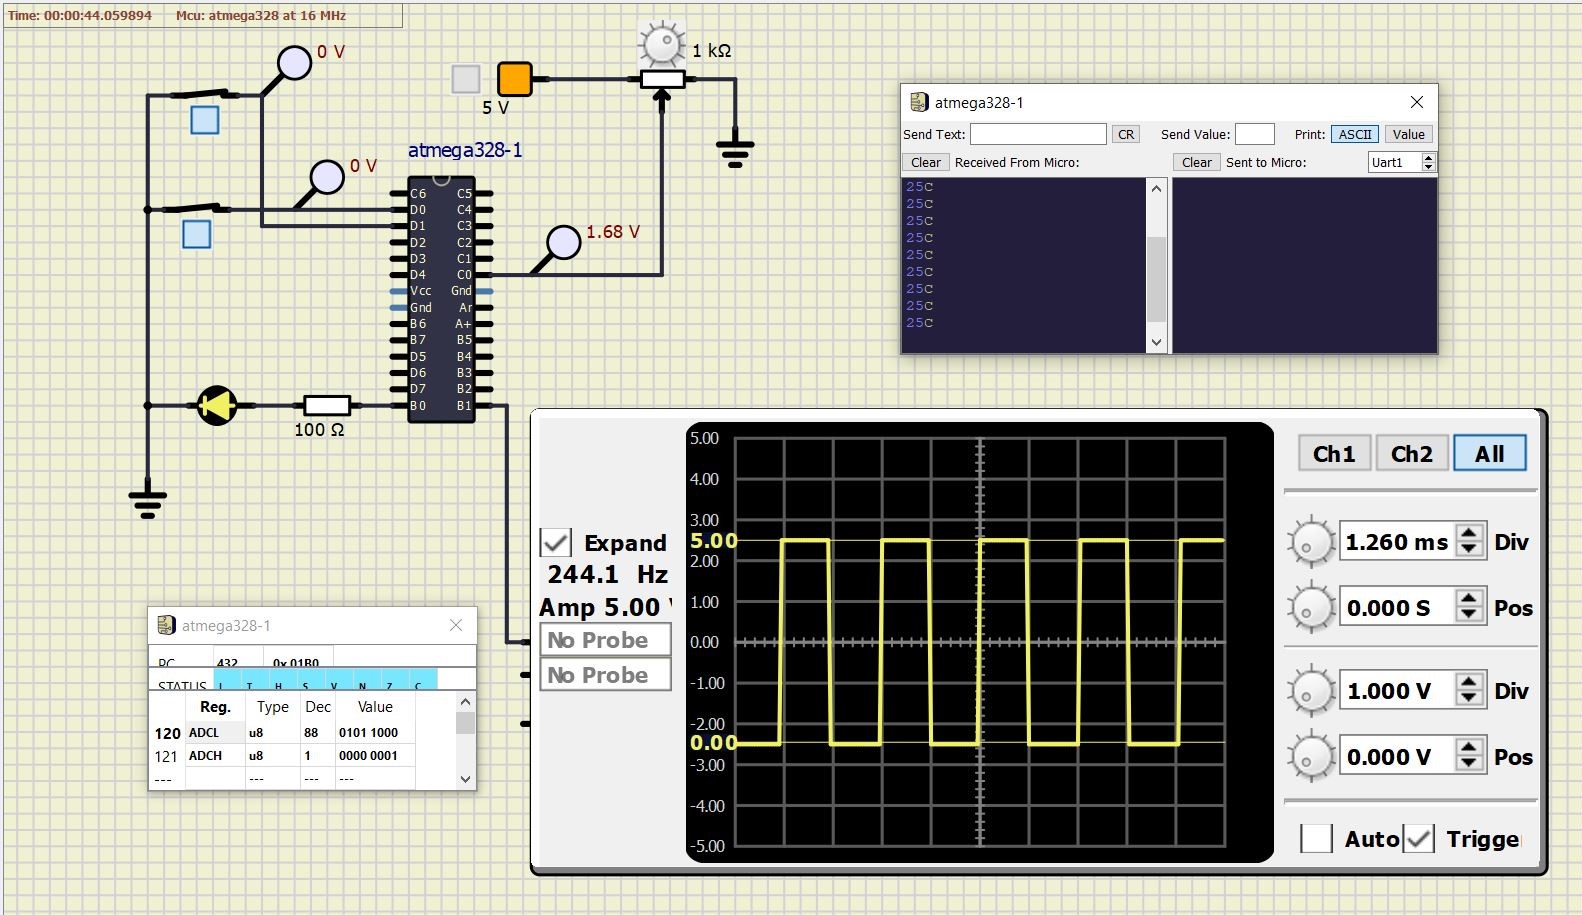 Time: 00:00:44.059894 Mcu: atmega328 at 16 MHz
0 V
1 kΩ
5 V
0 V
atmega328-1
C6 C5
D0 C4
D1 C3
D2 C2
D3 C1
D4 C0
Vcc Gnd
Gnd Ar
B6 A+
B7 B5
D5 B4
D6 B3
D7 B2
B0 B1
1.68 V
100 Ω
atmega328-1
Send Text: CR Send Value: Print: ASCII Value
Clear Received From Micro: Clear Sent to Micro: Uart1
25C
25C
25C
25C
25C
25C
25C
25C
25C
Expand
244.1 Hz
Amp 5.00
No Probe
No Probe
5.00
4.00
3.00
5.00
2.00
1.00
0.00
-1.00
-2.00
0.00
-3.00
-4.00
-5.00
Ch1 Ch2 All
1.260 ms Div
0.000 S Pos
1.000 V Div
0.000 V Pos
Auto Trigge
atmega328-1
PC 432 0x01B0
STATUS I T H S V N Z C
Reg. Type Dec Value
120 ADCL u8 88 0101 1000
121 ADCH u8 1 0000 0001
--- --- --- ---